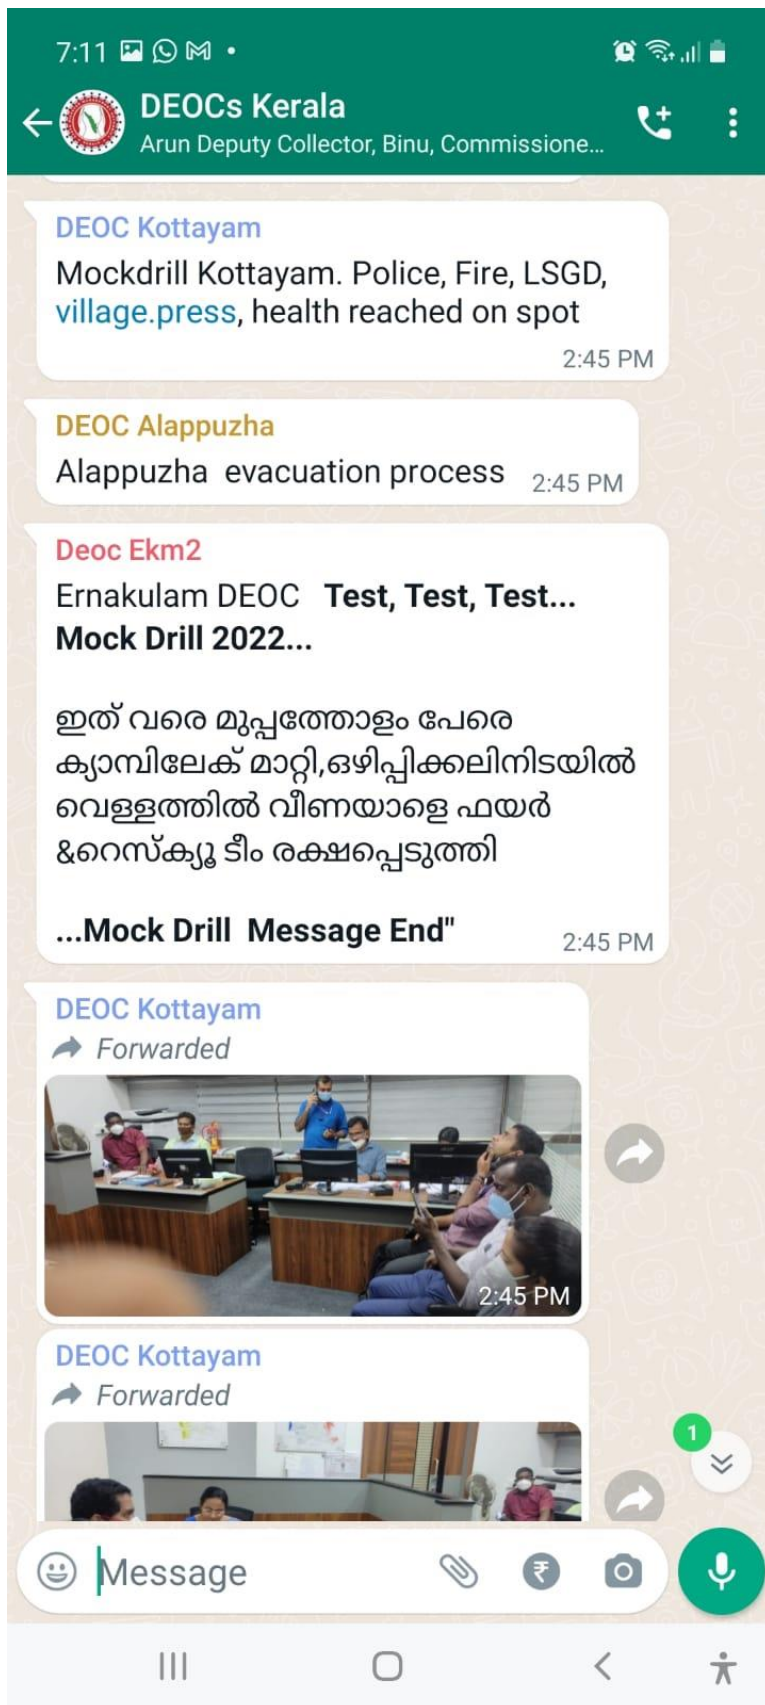 7:11
DEOCs Kerala
Arun Deputy Collector, Binu, Commissione...
DEOC Kottayam
Mockdrill Kottayam. Police, Fire, LSGD,
village.press, health reached on spot
2:45 PM
DEOC Alappuzha
Alappuzha evacuation process 2:45 PM
Deoc Ekm2
Ernakulam DEOC Test, Test, Test...
Mock Drill 2022...
ഇത് വരെ മുപ്പത്തോളം പേരെ
ക്യാമ്പിലേക് മാറ്റി,ഒഴിപ്പിക്കലിനിടയിൽ
വെള്ളത്തിൽ വീണയാളെ ഫയർ
&റെസ്ക്യൂ ടീം രക്ഷപ്പെടുത്തി
...Mock Drill Message End"
2:45 PM
DEOC Kottayam
Forwarded
2:45 PM
DEOC Kottayam
Forwarded
1
Message